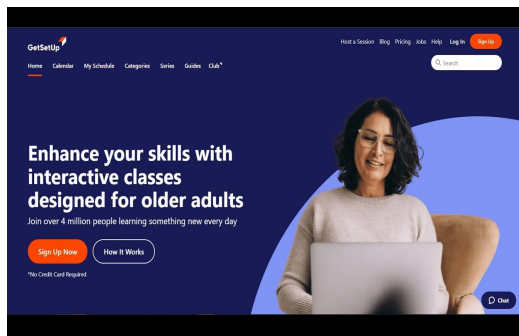 GetSetUp
Host a Session Blog Pricing Jobs Help Log In Sign Up
Home Calendar My Schedule Categories Series Guides Club
Search
Enhance your skills with
interactive classes
designed for older adults
Join over 4 million people learning something new every day
Sign Up Now How It Works
*No Credit Card Required
Chat